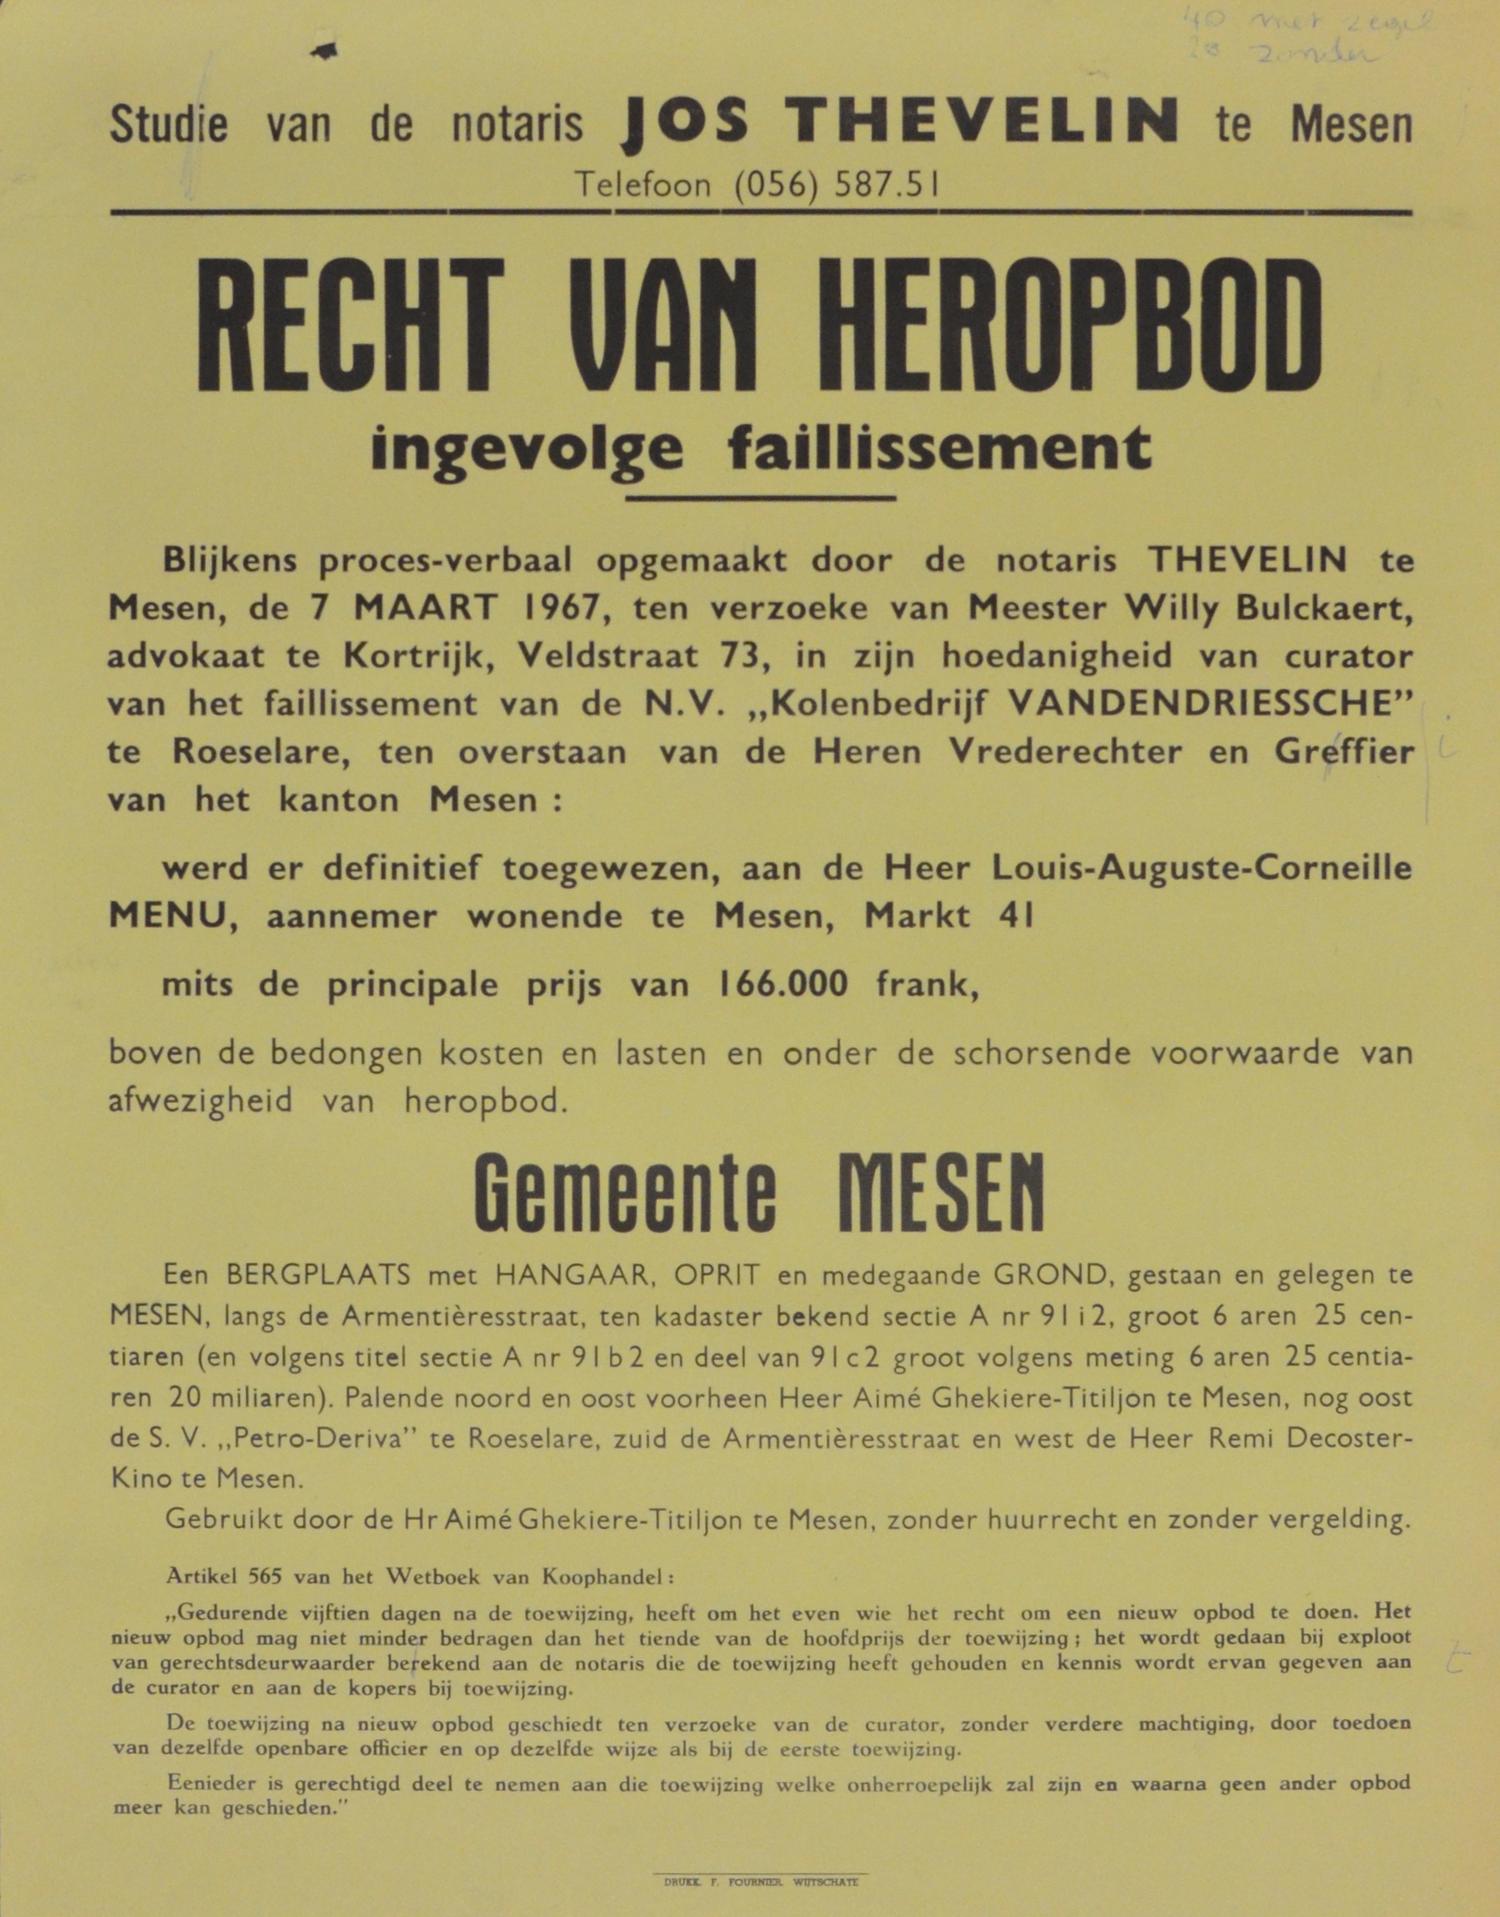 40 met zegel
zonder
Studie van de notaris JOS THEVELIN te Mesen
Telefoon (056) 587.51
RECHT VAN HEROPBOD
ingevolge faillissement
Blijkens proces-verbaal opgemaakt door de notaris THEVELIN te
Mesen, de 7 MAART 1967, ten verzoeke van Meester Willy Bulckaert,
advokaat te Kortrijk, Veldstraat 73, in zijn hoedanigheid van curator
van het faillissement van de N.V. „Kolenbedrijf VANDENDRIESSCHE”
te Roeselare, ten overstaan van de Heren Vrederechter en Greffier
i
van het kanton Mesen :
werd er definitief toegewezen, aan de Heer Louis-Auguste-Corneille
MENU, aannemer wonende te Mesen, Markt 41
mits de principale prijs van 166.000 frank,
boven de bedongen kosten en lasten en onder de schorsende voorwaarde van
afwezigheid van heropbod.
Gemeente MESEN
Een BERGPLAATS met HANGAAR, OPRIT en medegaande GROND, gestaan en gelegen te
MESEN, langs de Armentièresstraat, ten kadaster bekend sectie A nr 91 i 2, groot 6 aren 25 cen-
tiaren (en volgens titel sectie A nr 91 b 2 en deel van 91 c 2 groot volgens meting 6 aren 25 centia-
ren 20 miliaren). Palende noord en oost voorheen Heer Aimé Ghekiere-Titiljon te Mesen, nog oost
de S. V. „Petro-Deriva” te Roeselare, zuid de Armentièresstraat en west de Heer Remi Decoster-
Kino te Mesen.
Gebruikt door de Hr Aimé Ghekiere-Titiljon te Mesen, zonder huurrecht en zonder vergelding.
Artikel 565 van het Wetboek van Koophandel :
„Gedurende vijftien dagen na de toewijzing, heeft om het even wie het recht om een nieuw opbod te doen. Het
nieuw opbod mag niet minder bedragen dan het tiende van de hoofdprijs der toewijzing ; het wordt gedaan bij exploot
van gerechtsdeurwaarder berekend aan de notaris die de toewijzing heeft gehouden en kennis wordt ervan gegeven aan
t
de curator en aan de kopers bij toewijzing.
De toewijzing na nieuw opbod geschiedt ten verzoeke van de curator, zonder verdere machtiging, door toedoen
van dezelfde openbare officier en op dezelfde wijze als bij de eerste toewijzing.
Eenieder is gerechtigd deel te nemen aan die toewijzing welke onherroepelijk zal zijn en waarna geen ander opbod
meer kan geschieden.”
DRUKK. F. FOURNIER WIJTSCHATE